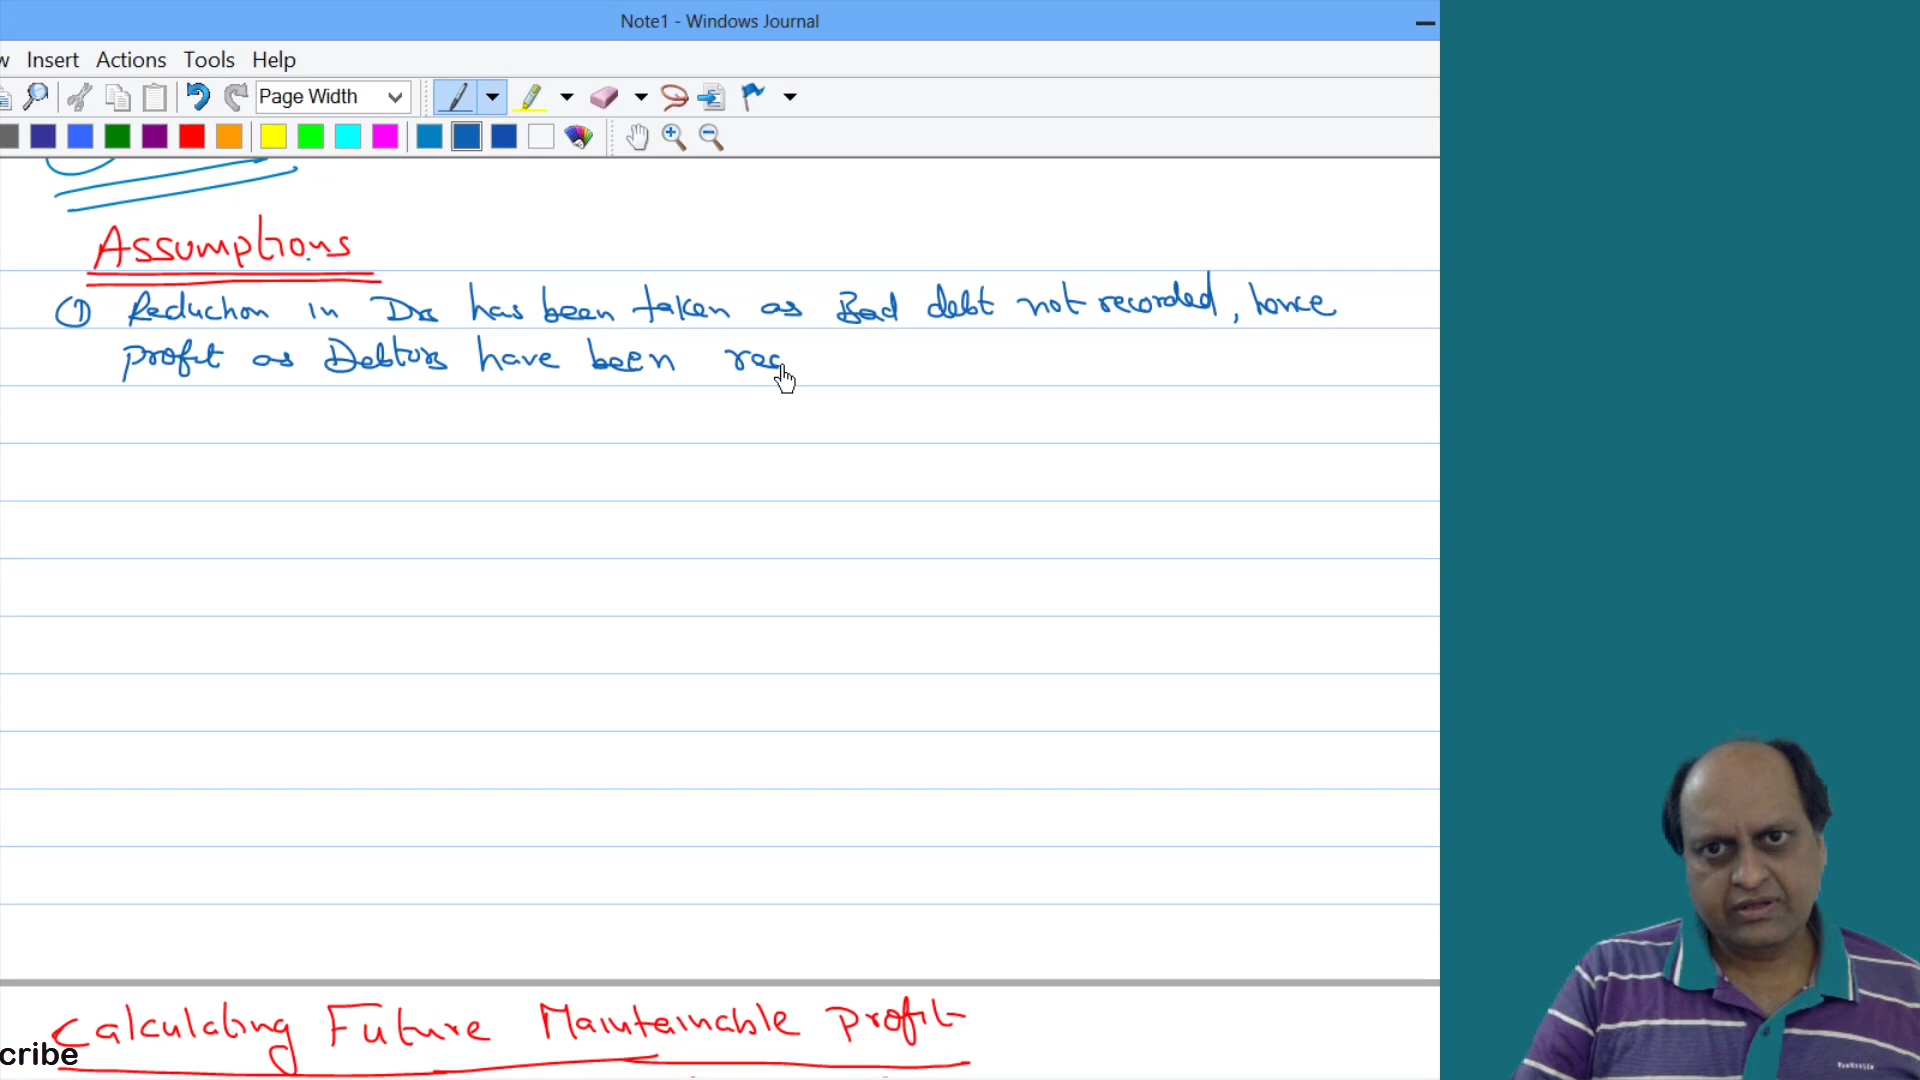 Note1 - Windows Journal
w Insert Actions Tools Help
Page Width
Assumptions
① Reduction in Drs has been taken as Bad debt not recorded, hence
profit as Debtors have been rec
Calculating Future Maintainable Profit
cribe